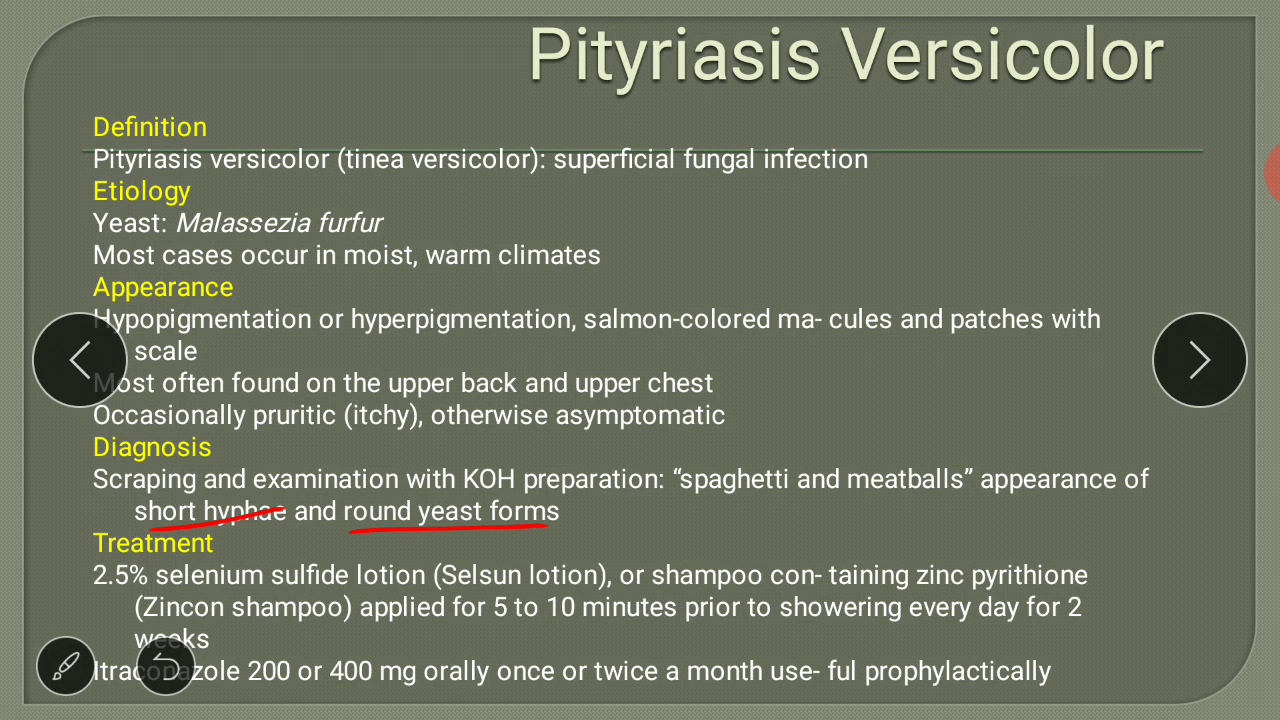 Pityriasis Versicolor
Definition
Pityriasis versicolor (tinea versicolor): superficial fungal infection
Etiology
Yeast: Malassezia furfur
Most cases occur in moist, warm climates
Appearance
Hypopigmentation or hyperpigmentation, salmon-colored ma- cules and patches with
scale
Most often found on the upper back and upper chest
Occasionally pruritic (itchy), otherwise asymptomatic
Diagnosis
Scraping and examination with KOH preparation: “spaghetti and meatballs” appearance of
short hyphae and round yeast forms
Treatment
2.5% selenium sulfide lotion (Selsun lotion), or shampoo con- taining zinc pyrithione
(Zincon shampoo) applied for 5 to 10 minutes prior to showering every day for 2
weeks
Itraconazole 200 or 400 mg orally once or twice a month use- ful prophylactically